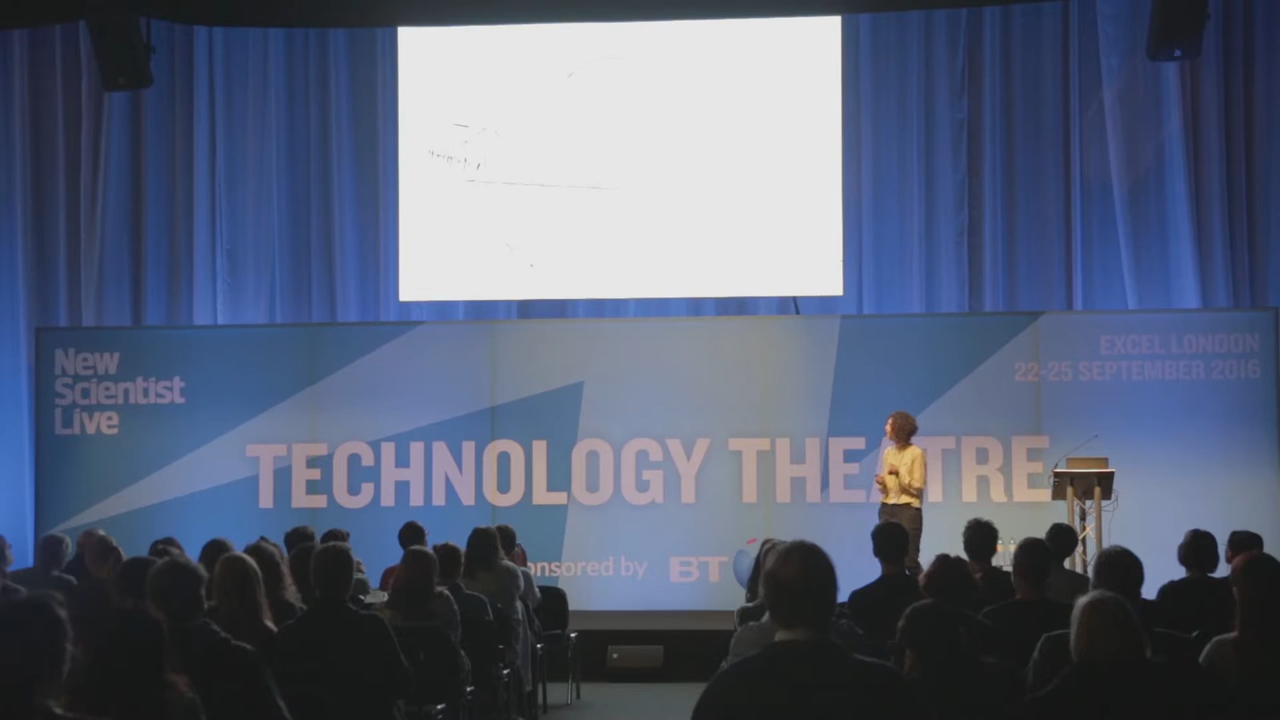 New
Scientist
Live
EXCEL LONDON
22-25 SEPTEMBER 2016
TECHNOLOGY THEATRE
onsored by BT